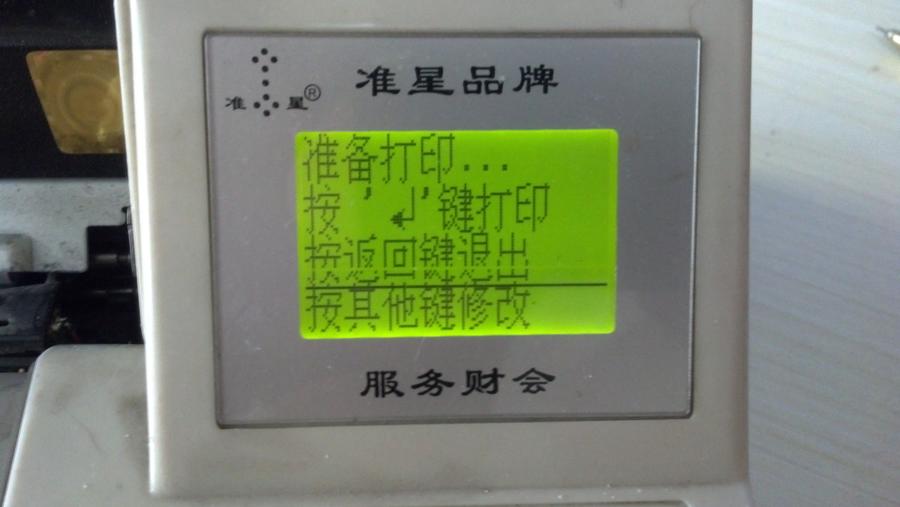 准星®
准星品牌
准备打印...
按'↲'键打印
按返回键退出
按其他键修改
服务财会